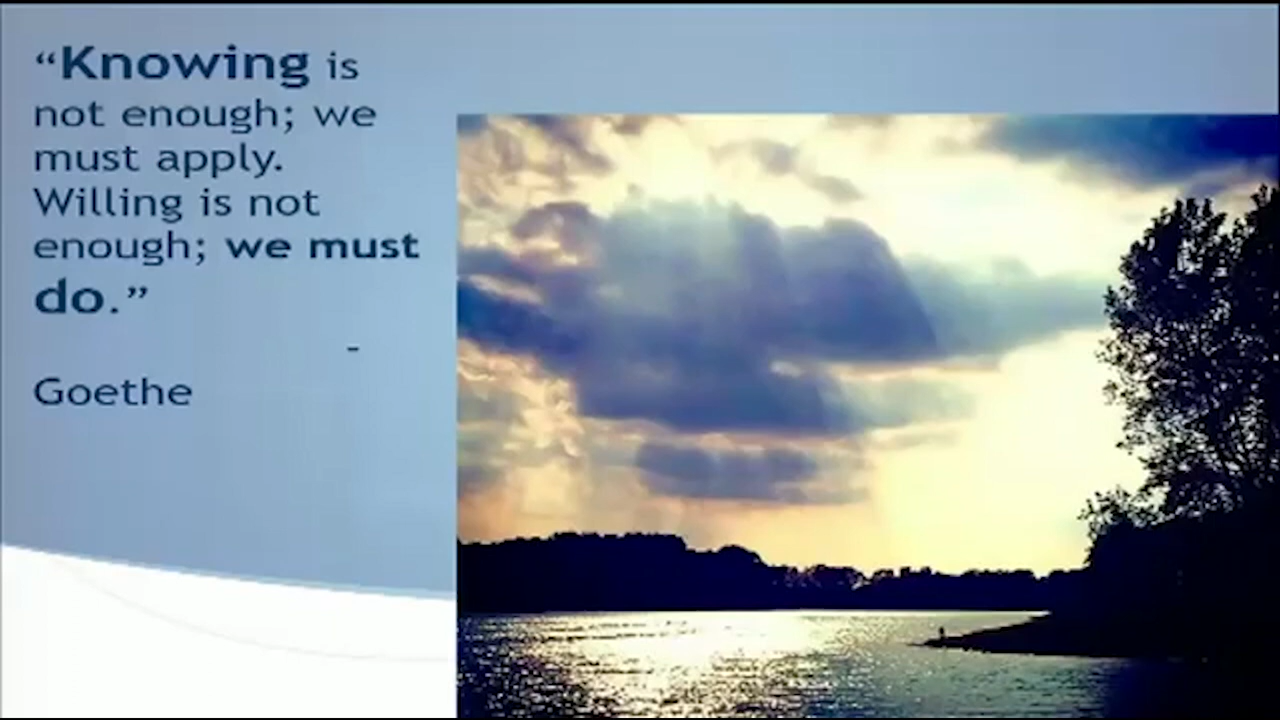 “Knowing is
not enough; we
must apply.
Willing is not
enough; we must
do.”
-
Goethe